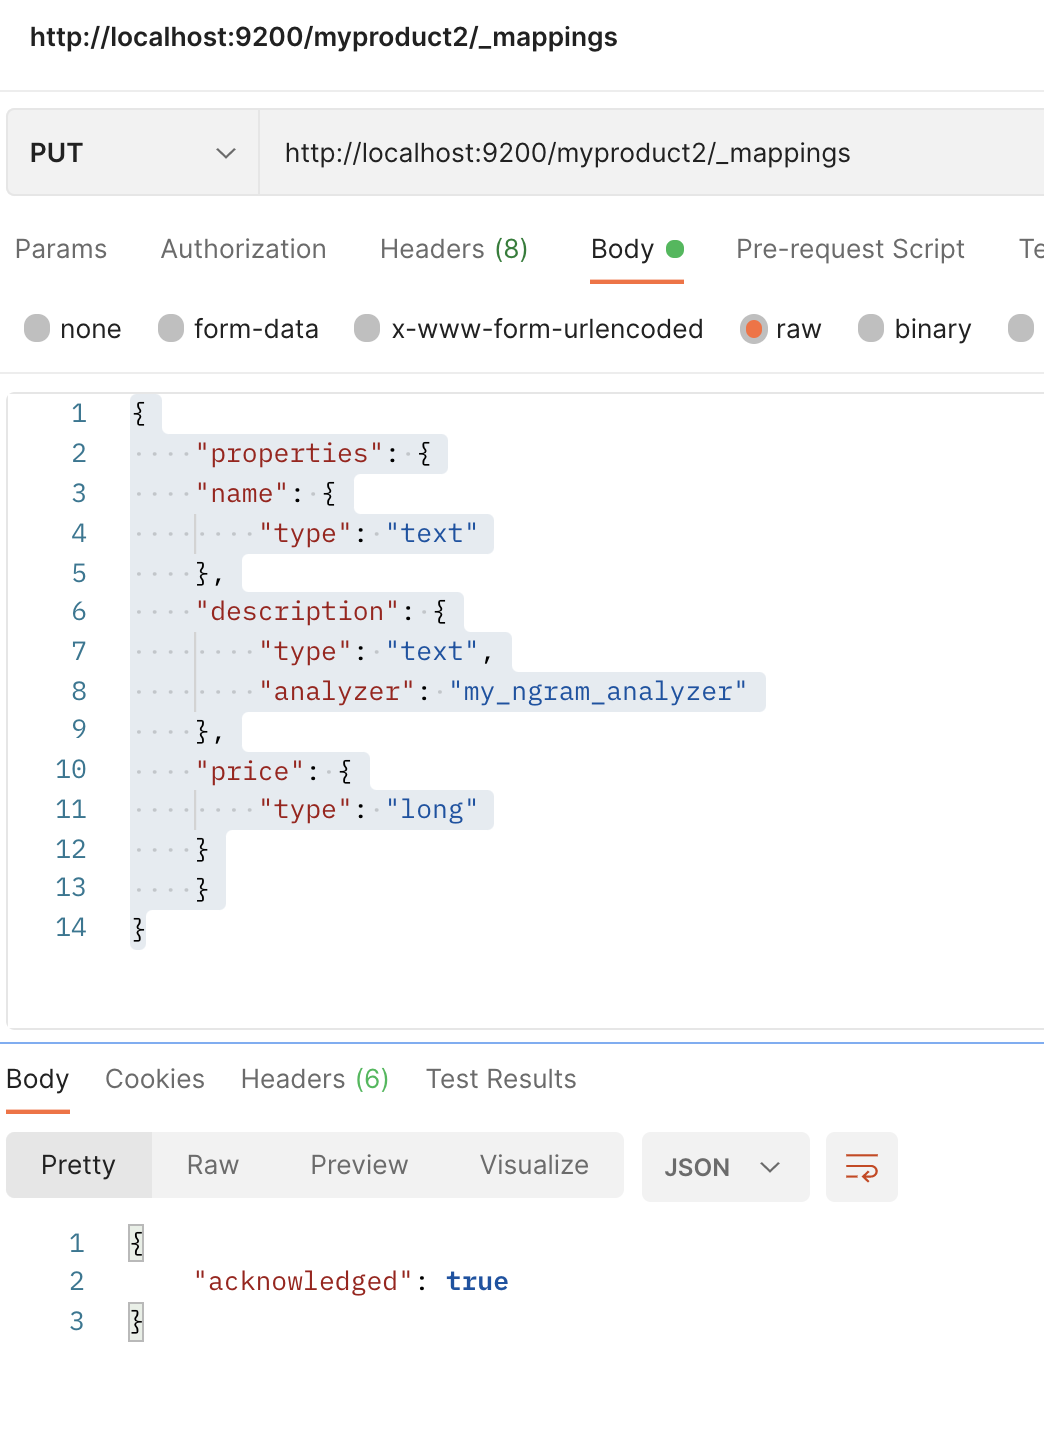 http://localhost:9200/myproduct2/_mappings
PUT http://localhost:9200/myproduct2/_mappings
Params Authorization Headers (8) Body Pre-request Script Te
none form-data x-www-form-urlencoded raw binary
1 {
2 "properties": {
3 "name": {
4 "type": "text"
5 },
6 "description": {
7 "type": "text",
8 "analyzer": "my_ngram_analyzer"
9 },
10 "price": {
11 "type": "long"
12 }
13 }
14 }
Body Cookies Headers (6) Test Results
Pretty Raw Preview Visualize JSON
1 {
2 "acknowledged": true
3 }